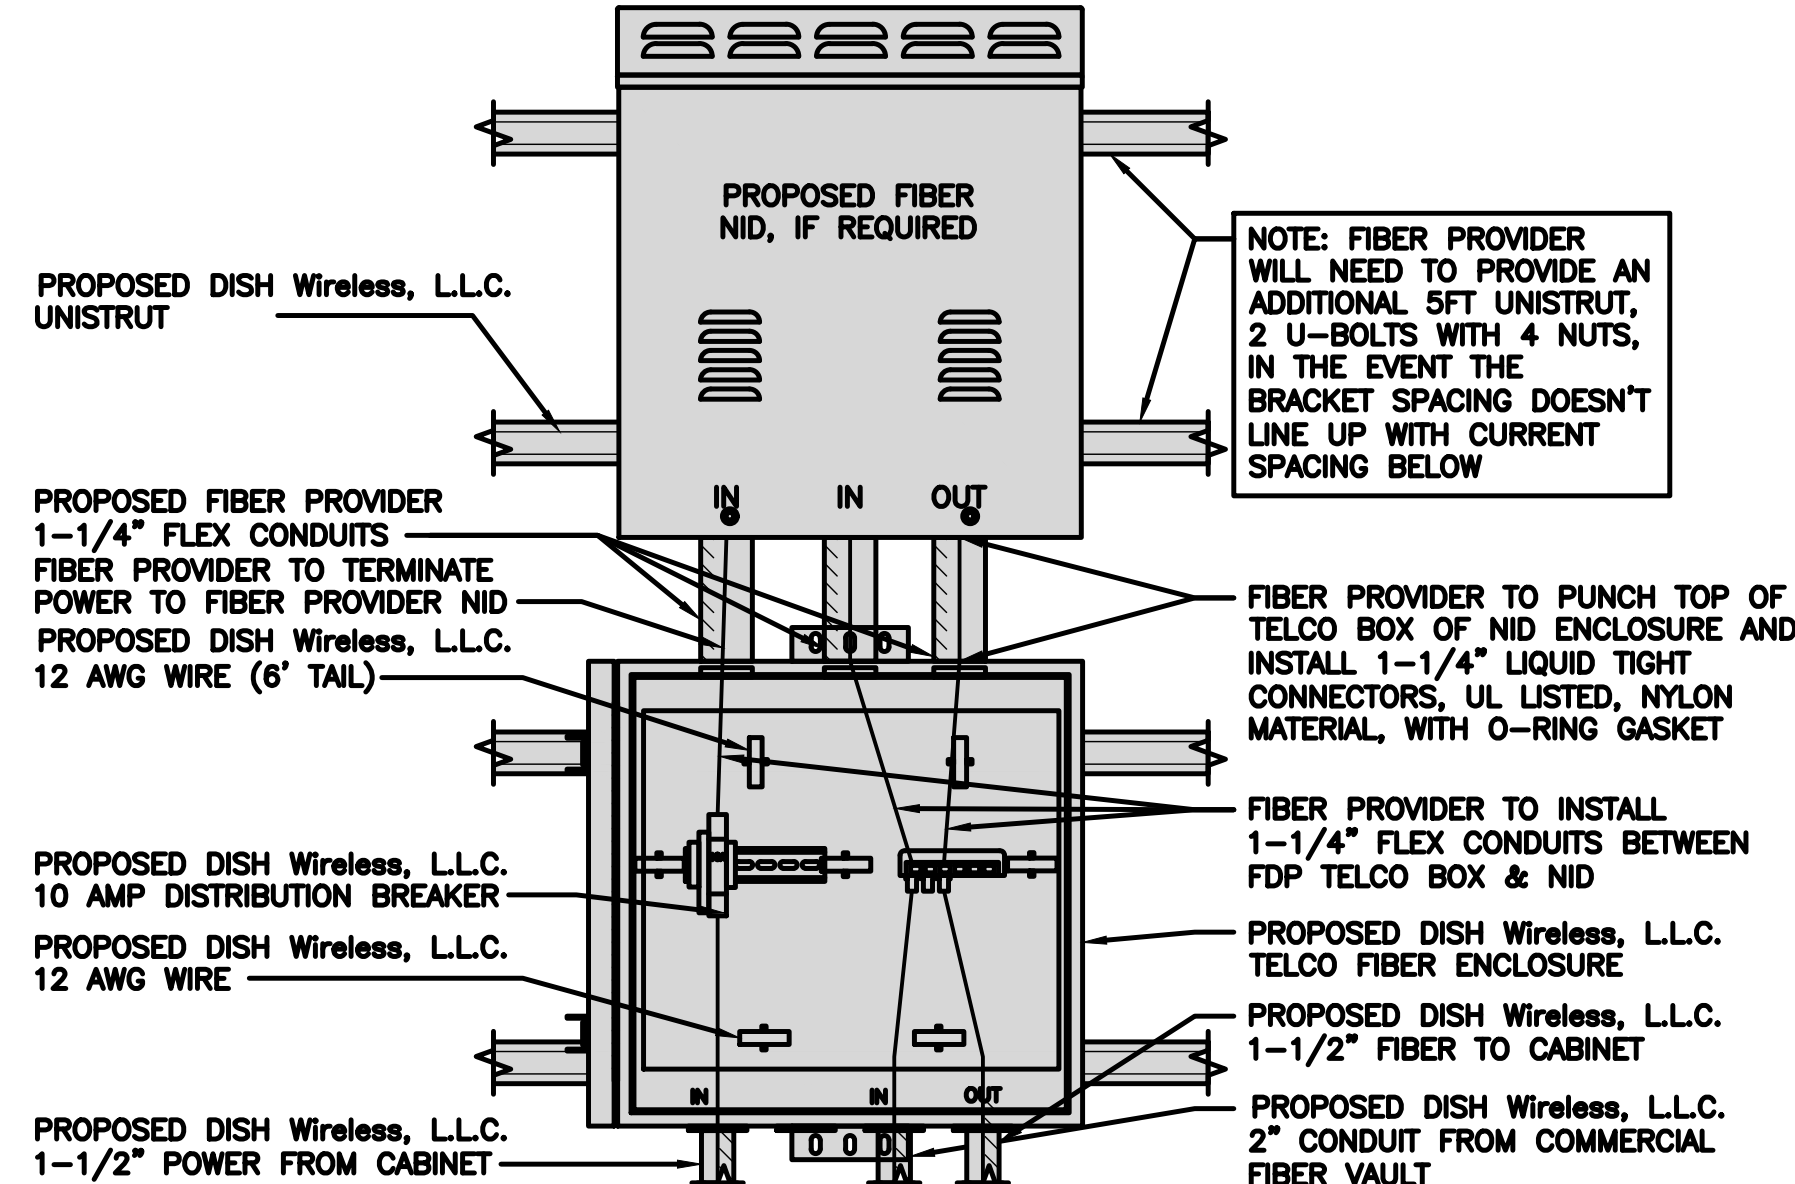 PROPOSED FIBER
NID, IF REQUIRED
PROPOSED DISH Wireless, L.L.C.
UNISTRUT
NOTE: FIBER PROVIDER
WILL NEED TO PROVIDE AN
ADDITIONAL 5FT UNISTRUT,
2 U-BOLTS WITH 4 NUTS,
IN THE EVENT THE
BRACKET SPACING DOESN'T
LINE UP WITH CURRENT
SPACING BELOW
IN IN OUT
PROPOSED FIBER PROVIDER
1-1/4" FLEX CONDUITS
FIBER PROVIDER TO TERMINATE
POWER TO FIBER PROVIDER NID
PROPOSED DISH Wireless, L.L.C.
12 AWG WIRE (6' TAIL)
FIBER PROVIDER TO PUNCH TOP OF
TELCO BOX OF NID ENCLOSURE AND
INSTALL 1-1/4" LIQUID TIGHT
CONNECTORS, UL LISTED, NYLON
MATERIAL, WITH O-RING GASKET
FIBER PROVIDER TO INSTALL
1-1/4" FLEX CONDUITS BETWEEN
FDP TELCO BOX & NID
PROPOSED DISH Wireless, L.L.C.
10 AMP DISTRIBUTION BREAKER
PROPOSED DISH Wireless, L.L.C.
12 AWG WIRE
PROPOSED DISH Wireless, L.L.C.
TELCO FIBER ENCLOSURE
PROPOSED DISH Wireless, L.L.C.
1-1/2" FIBER TO CABINET
IN IN OUT
PROPOSED DISH Wireless, L.L.C.
1-1/2" POWER FROM CABINET
PROPOSED DISH Wireless, L.L.C.
2" CONDUIT FROM COMMERCIAL
FIBER VAULT